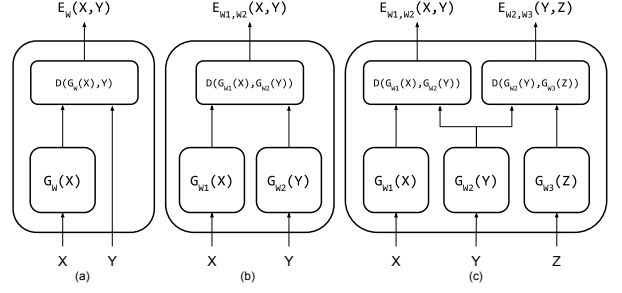 E_W(X,Y) E_W1,W2(X,Y) E_W1,W2(X,Y) E_W2,W3(Y,Z)
D(G_W(X),Y) D(G_W1(X),G_W2(Y)) D(G_W1(X),G_W2(Y)) D(G_W2(Y),G_W3(Z))
G_W(X) G_W1(X) G_W2(Y) G_W1(X) G_W2(Y) G_W3(Z)
X Y X Y X Y Z
(a) (b) (c)